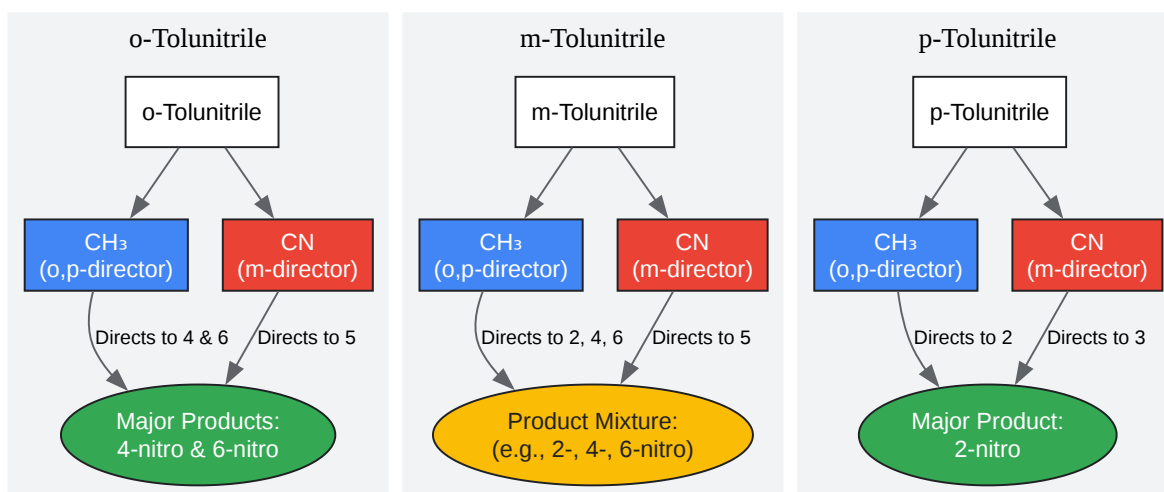 o-Tolunitrile
o-Tolunitrile
CH₃
(o,p-director)
CN
(m-director)
Directs to 4 & 6
Directs to 5
Major Products:
4-nitro & 6-nitro
m-Tolunitrile
m-Tolunitrile
CH₃
(o,p-director)
CN
(m-director)
Directs to 2, 4, 6
Directs to 5
Product Mixture:
(e.g., 2-, 4-, 6-nitro)
p-Tolunitrile
p-Tolunitrile
CH₃
(o,p-director)
CN
(m-director)
Directs to 2
Directs to 3
Major Product:
2-nitro